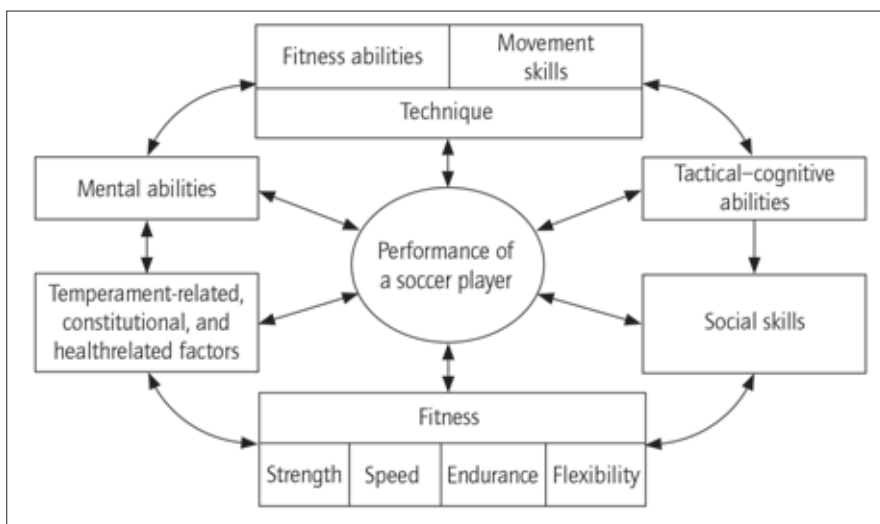 Fitness abilities
Movement
skills
Technique
Mental abilities
Tactical–cognitive
abilities
Performance of
a soccer player
Temperament-related,
constitutional, and
healthrelated factors
Social skills
Fitness
Strength
Speed
Endurance
Flexibility